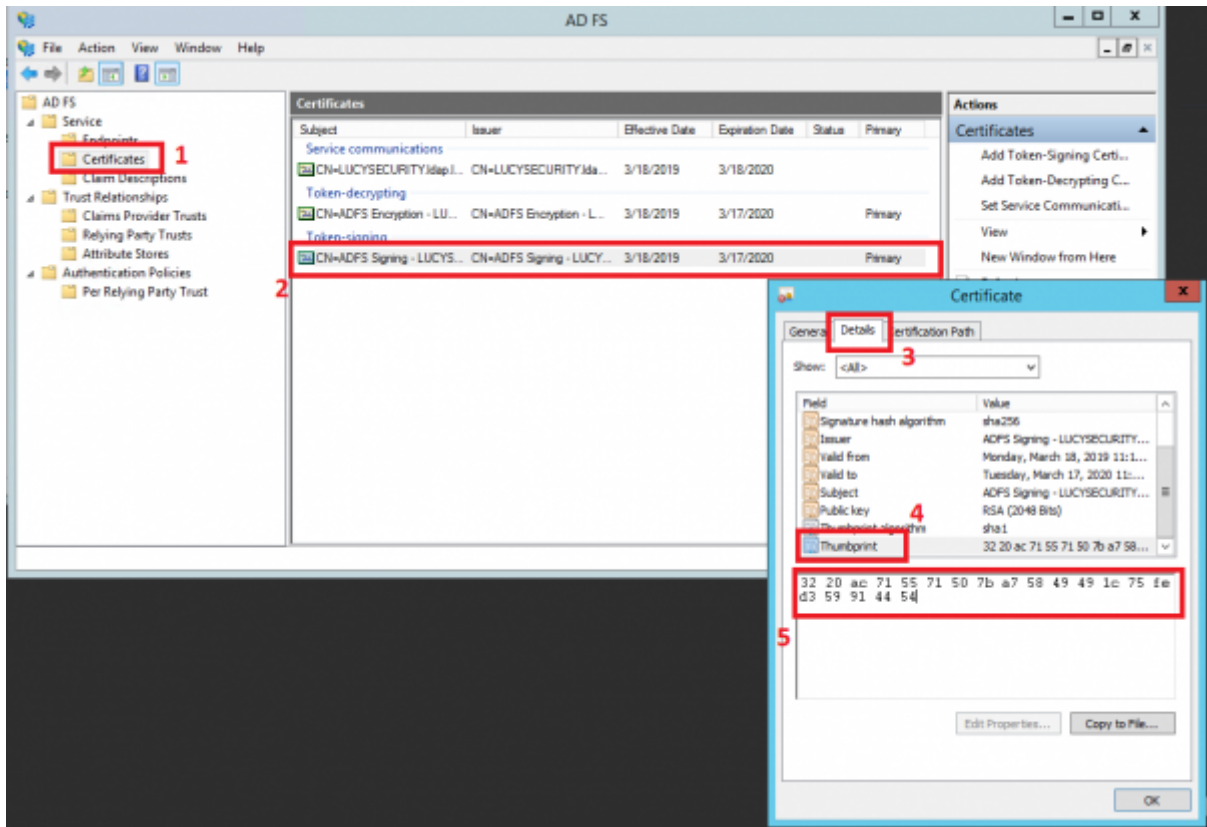 AD FS
File Action View Window Help
AD FS
Service
Endpoints
Certificates 1
Claim Descriptions
Trust Relationships
Claims Provider Trusts
Relying Party Trusts
Attribute Stores
Authentication Policies
Per Relying Party Trust
Certificates
Subject Issuer Effective Date Expiration Date Status Primary
Service communications
CN=LUCYSECURITY.ldap.l... CN=LUCYSECURITY.lda... 3/18/2019 3/18/2020
Token-decrypting
CN=ADFS Encryption - LU... CN=ADFS Encryption - L... 3/18/2019 3/17/2020 Primary
Token-signing
CN=ADFS Signing - LUCYS... CN=ADFS Signing - LUCY... 3/18/2019 3/17/2020 Primary
2
Actions
Certificates
Add Token-Signing Certi...
Add Token-Decrypting C...
Set Service Communicati...
View
New Window from Here
Certificate
General Details Certification Path
3
Show: <All>
Field Value
Signature hash algorithm sha256
Issuer ADFS Signing - LUCYSECURITY...
Valid from Monday, March 18, 2019 11:1...
Valid to Tuesday, March 17, 2020 11:...
Subject ADFS Signing - LUCYSECURITY...
Public key RSA (2048 Bits)
4
Thumbprint algorithm sha1
Thumbprint 32 20 ac 71 55 71 50 7b a7 58...
32 20 ac 71 55 71 50 7b a7 58 49 49 1c 75 fe
d3 59 91 44 54
5
Edit Properties... Copy to File...
OK